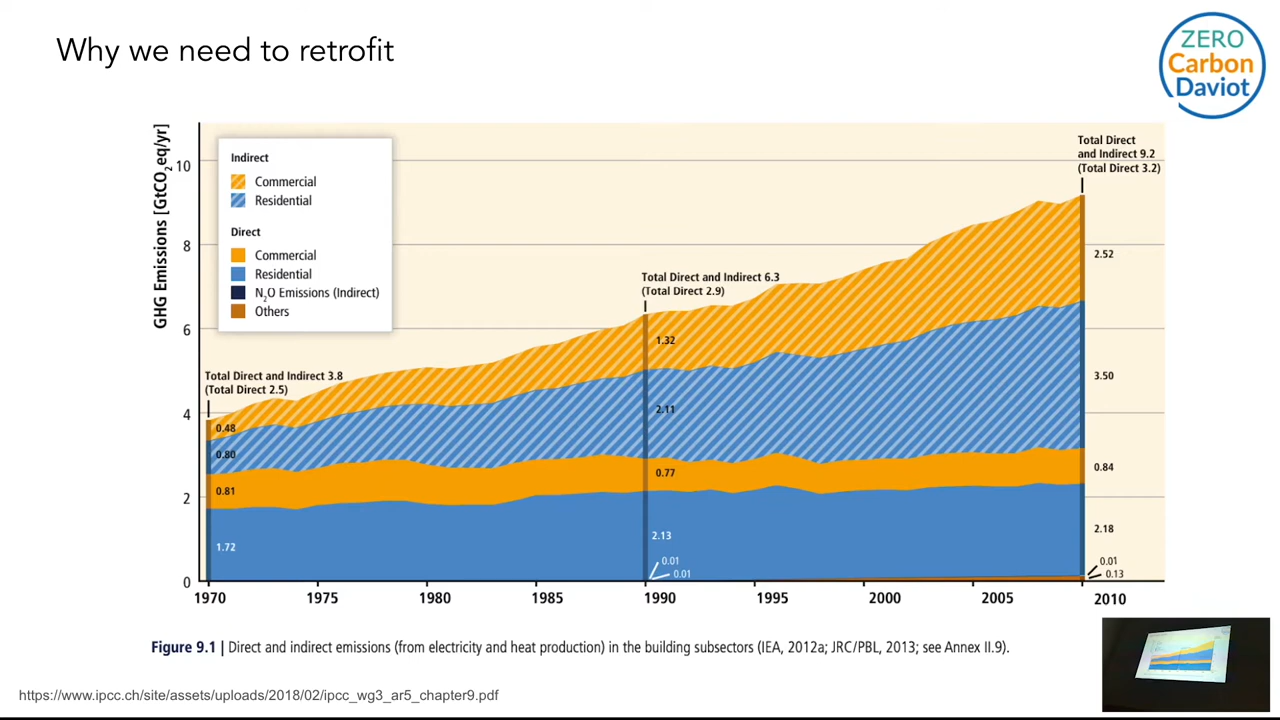 Why we need to retrofit
ZERO
Carbon
Daviot
GHG Emissions [GtCO2eq/yr]
10
8
6
4
2
0
Indirect
Commercial
Residential
Direct
Commercial
Residential
N2O Emissions (Indirect)
Others
Total Direct and Indirect 3.8
(Total Direct 2.5)
0.48
0.80
0.81
1.72
Total Direct and Indirect 6.3
(Total Direct 2.9)
1.32
2.11
0.77
2.13
0.01
0.01
Total Direct
and Indirect 9.2
(Total Direct 3.2)
2.52
3.50
0.84
2.18
0.01
0.13
1970 1975 1980 1985 1990 1995 2000 2005 2010
Figure 9.1 | Direct and indirect emissions (from electricity and heat production) in the building subsectors (IEA, 2012a; JRC/PBL, 2013; see Annex II.9).
https://www.ipcc.ch/site/assets/uploads/2018/02/ipcc_wg3_ar5_chapter9.pdf